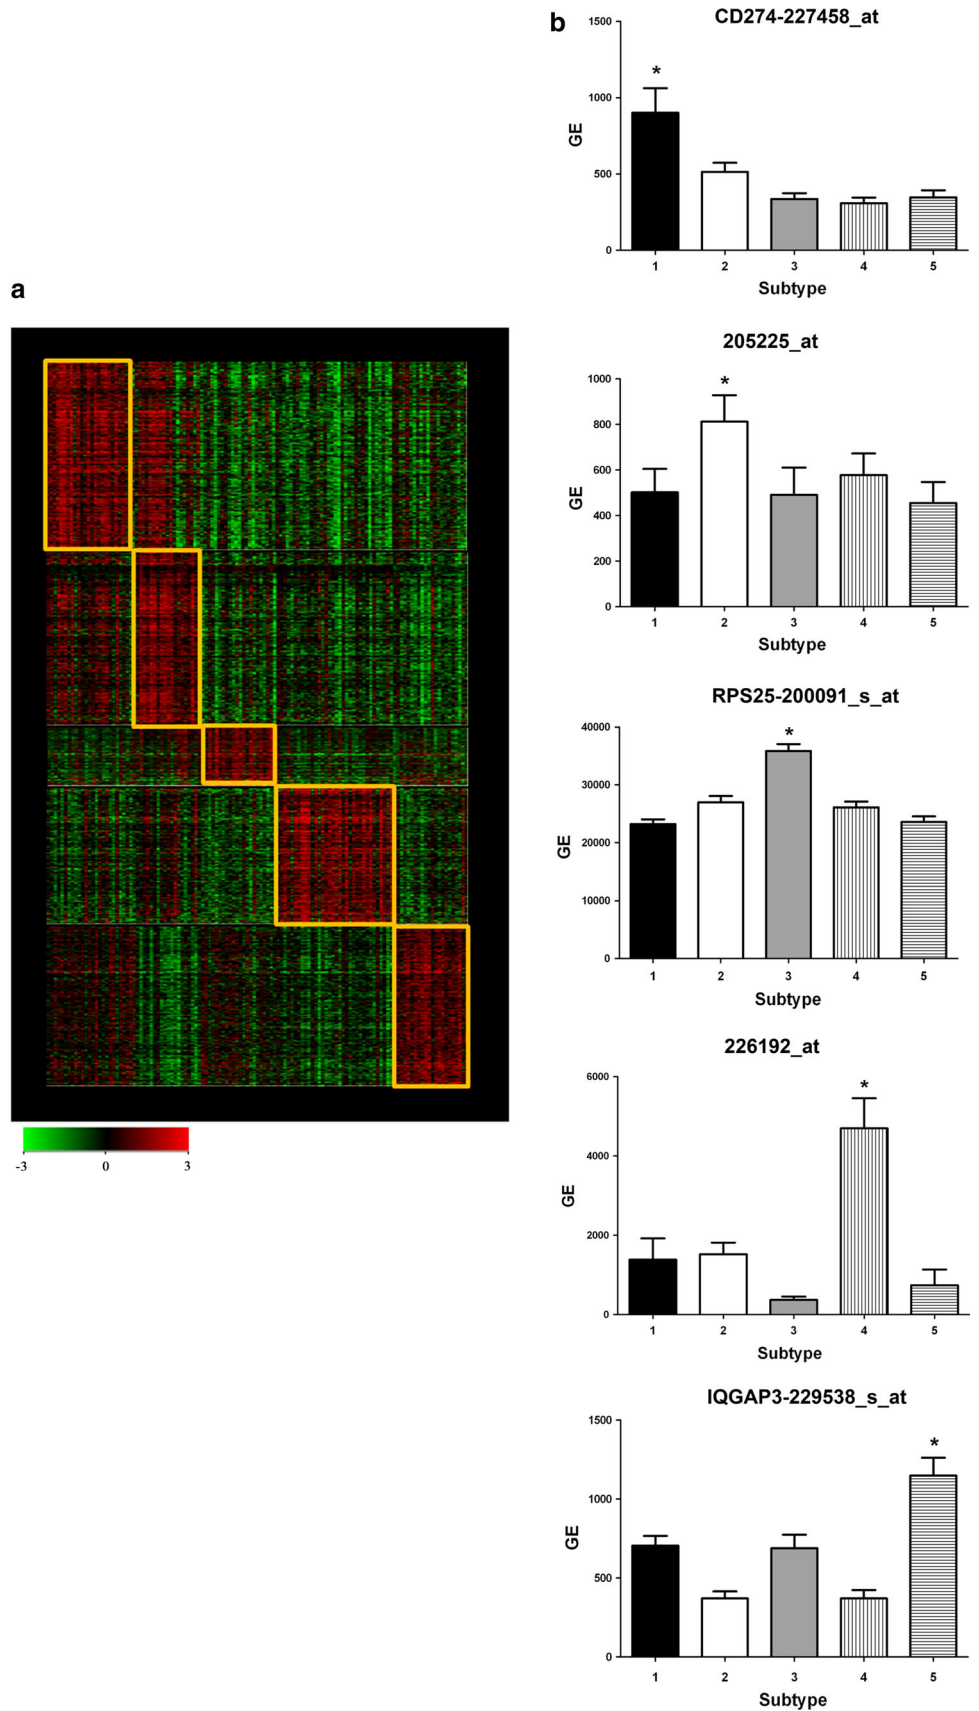 a
-3 0 3
b
CD274-227458_at
*
1500
1000
500
0
GE
1 2 3 4 5
Subtype
205225_at
*
1000
800
600
400
200
0
GE
1 2 3 4 5
Subtype
RPS25-200091_s_at
*
40000
30000
20000
10000
0
GE
1 2 3 4 5
Subtype
226192_at
*
6000
4000
2000
0
GE
1 2 3 4 5
Subtype
IQGAP3-229538_s_at
*
1500
1000
500
0
GE
1 2 3 4 5
Subtype